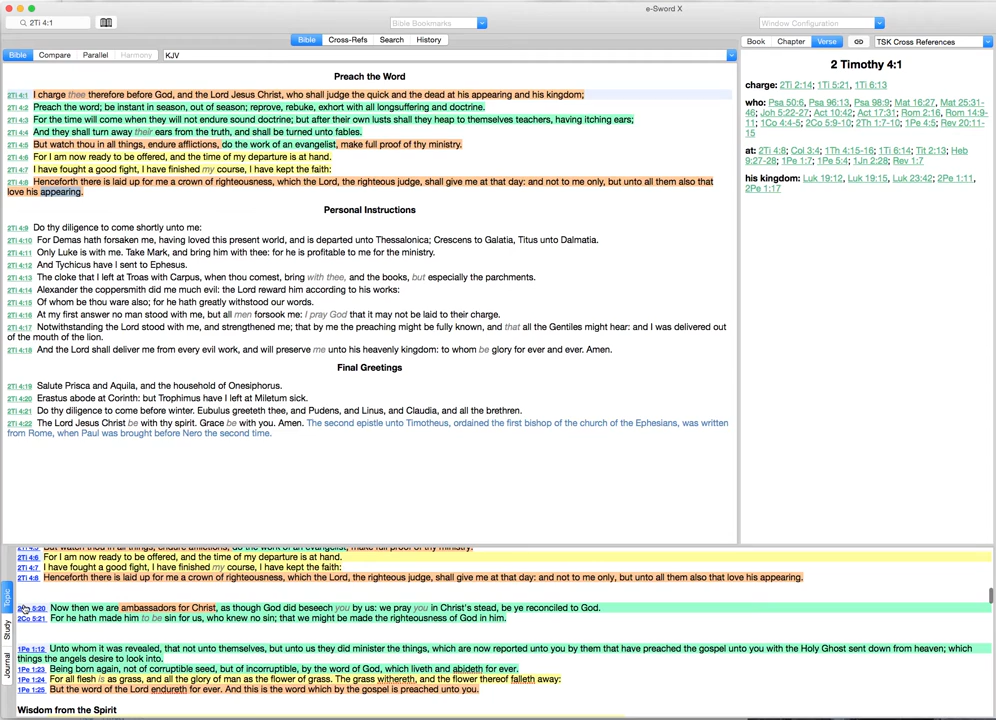 e-Sword X
2Ti 4:1
Bible Bookmarks
Window Configuration
Bible Cross-Refs Search History
Book Chapter Verse TSK Cross References
Bible Compare Parallel Harmony KJV
Preach the Word
2Ti 4:1 I charge thee therefore before God, and the Lord Jesus Christ, who shall judge the quick and the dead at his appearing and his kingdom;
2Ti 4:2 Preach the word; be instant in season, out of season; reprove, rebuke, exhort with all longsuffering and doctrine.
2Ti 4:3 For the time will come when they will not endure sound doctrine; but after their own lusts shall they heap to themselves teachers, having itching ears;
2Ti 4:4 And they shall turn away their ears from the truth, and shall be turned unto fables.
2Ti 4:5 But watch thou in all things, endure afflictions, do the work of an evangelist, make full proof of thy ministry.
2Ti 4:6 For I am now ready to be offered, and the time of my departure is at hand.
2Ti 4:7 I have fought a good fight, I have finished my course, I have kept the faith:
2Ti 4:8 Henceforth there is laid up for me a crown of righteousness, which the Lord, the righteous judge, shall give me at that day: and not to me only, but unto all them also that
love his appearing.
Personal Instructions
2Ti 4:9 Do thy diligence to come shortly unto me:
2Ti 4:10 For Demas hath forsaken me, having loved this present world, and is departed unto Thessalonica; Crescens to Galatia, Titus unto Dalmatia.
2Ti 4:11 Only Luke is with me. Take Mark, and bring him with thee: for he is profitable to me for the ministry.
2Ti 4:12 And Tychicus have I sent to Ephesus.
2Ti 4:13 The cloke that I left at Troas with Carpus, when thou comest, bring with thee, and the books, but especially the parchments.
2Ti 4:14 Alexander the coppersmith did me much evil: the Lord reward him according to his works:
2Ti 4:15 Of whom be thou ware also; for he hath greatly withstood our words.
2Ti 4:16 At my first answer no man stood with me, but all men forsook me: I pray God that it may not be laid to their charge.
2Ti 4:17 Notwithstanding the Lord stood with me, and strengthened me; that by me the preaching might be fully known, and that all the Gentiles might hear: and I was delivered out
of the mouth of the lion.
2Ti 4:18 And the Lord shall deliver me from every evil work, and will preserve me unto his heavenly kingdom: to whom be glory for ever and ever. Amen.
Final Greetings
2Ti 4:19 Salute Prisca and Aquila, and the household of Onesiphorus.
2Ti 4:20 Erastus abode at Corinth: but Trophimus have I left at Miletum sick.
2Ti 4:21 Do thy diligence to come before winter. Eubulus greeteth thee, and Pudens, and Linus, and Claudia, and all the brethren.
2Ti 4:22 The Lord Jesus Christ be with thy spirit. Grace be with you. Amen. The second epistle unto Timotheus, ordained the first bishop of the church of the Ephesians, was written
from Rome, when Paul was brought before Nero the second time.
2 Timothy 4:1
charge: 2Ti 2:14; 1Ti 5:21, 1Ti 6:13
who: Psa 50:6, Psa 96:13, Psa 98:9; Mat 16:27, Mat 25:31-
46; Joh 5:22-27; Act 10:42; Act 17:31; Rom 2:16, Rom 14:9-
11; 1Co 4:4-5; 2Co 5:9-10; 2Th 1:7-10; 1Pe 4:5; Rev 20:11-
15
at: 2Ti 4:8; Col 3:4; 1Th 4:15-16; 1Ti 6:14; Tit 2:13; Heb
9:27-28; 1Pe 1:7; 1Pe 5:4; 1Jn 2:28; Rev 1:7
his kingdom: Luk 19:12, Luk 19:15, Luk 23:42; 2Pe 1:11,
2Pe 1:17
2Ti 4:5 But watch thou in all things, endure afflictions, do the work of an evangelist, make full proof of thy ministry.
2Ti 4:6 For I am now ready to be offered, and the time of my departure is at hand.
2Ti 4:7 I have fought a good fight, I have finished my course, I have kept the faith:
2Ti 4:8 Henceforth there is laid up for me a crown of righteousness, which the Lord, the righteous judge, shall give me at that day: and not to me only, but unto all them also that love his appearing.
5:20 Now then we are ambassadors for Christ, as though God did beseech you by us: we pray you in Christ's stead, be ye reconciled to God.
2Co 5:21 For he hath made him to be sin for us, who knew no sin; that we might be made the righteousness of God in him.
1Pe 1:12 Unto whom it was revealed, that not unto themselves, but unto us they did minister the things, which are now reported unto you by them that have preached the gospel unto you with the Holy Ghost sent down from heaven; which
things the angels desire to look into.
1Pe 1:23 Being born again, not of corruptible seed, but of incorruptible, by the word of God, which liveth and abideth for ever.
1Pe 1:24 For all flesh is as grass, and all the glory of man as the flower of grass. The grass withereth, and the flower thereof falleth away:
1Pe 1:25 But the word of the Lord endureth for ever. And this is the word which by the gospel is preached unto you.
Wisdom from the Spirit
Topic
Study
Journal